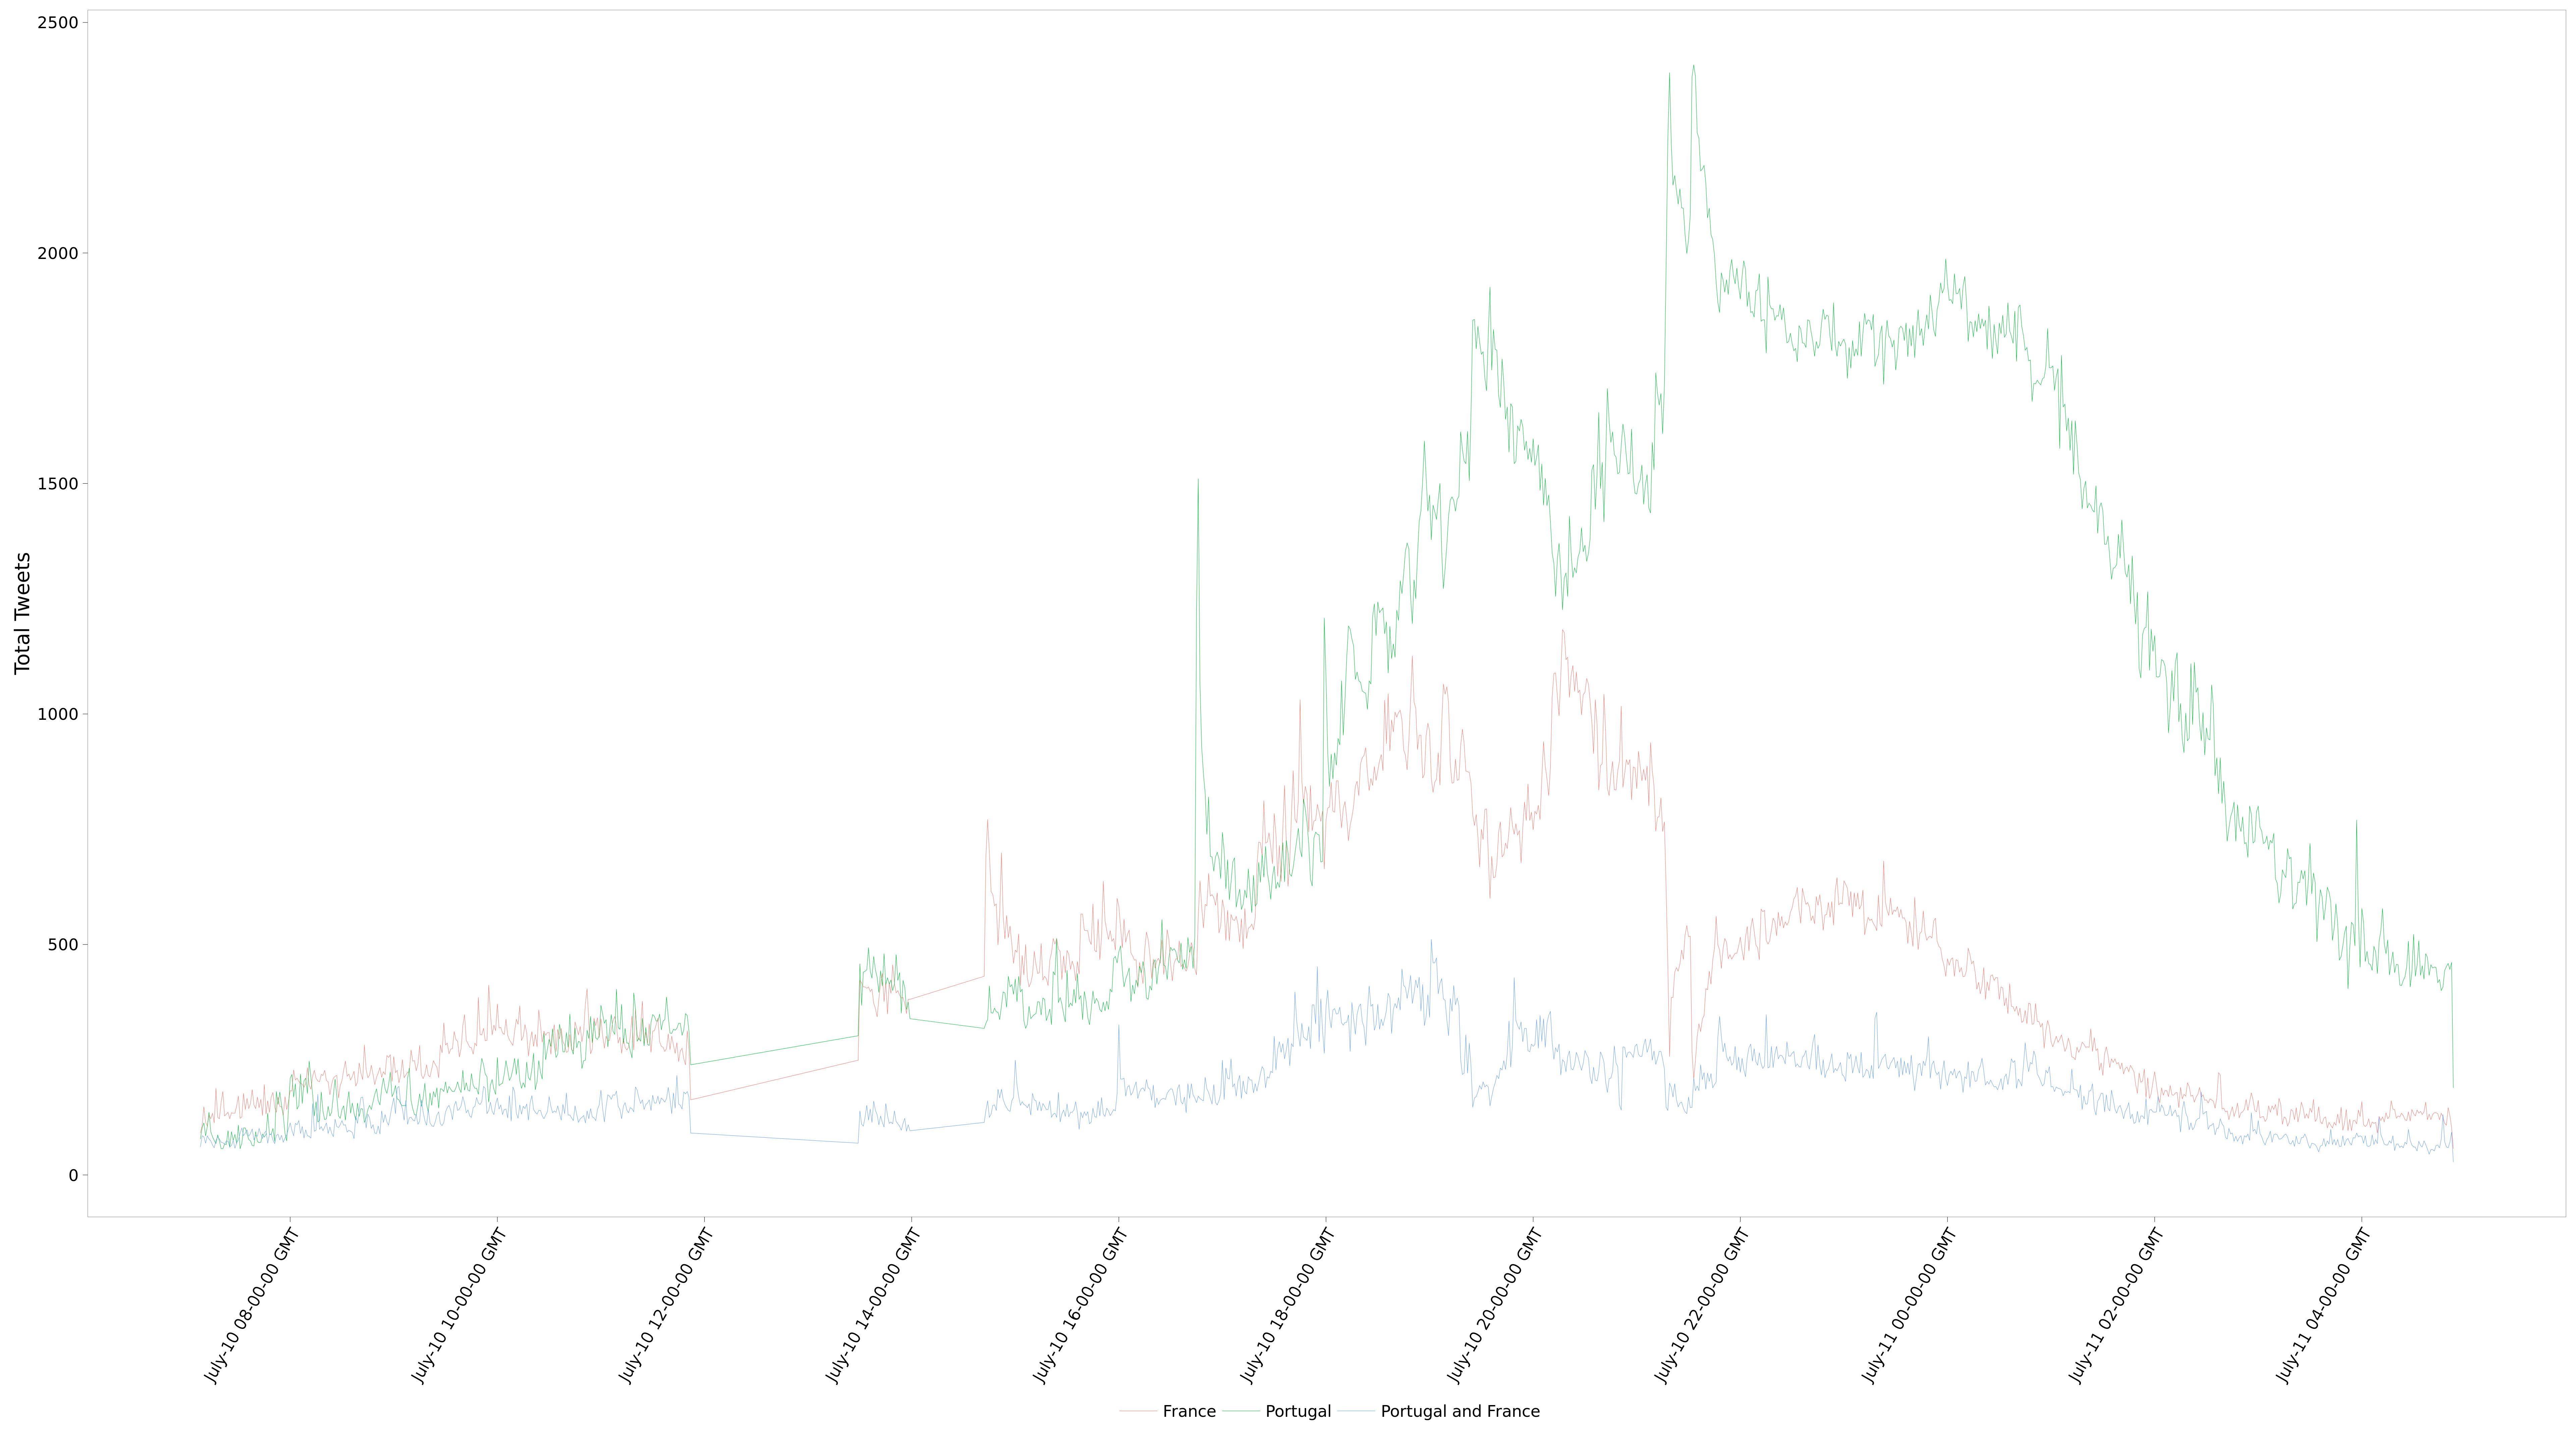 2500
2000
1500
1000
500
0
Total Tweets
July-10 08-00-00 GMT
July-10 10-00-00 GMT
July-10 12-00-00 GMT
July-10 14-00-00 GMT
July-10 16-00-00 GMT
July-10 18-00-00 GMT
July-10 20-00-00 GMT
July-10 22-00-00 GMT
July-11 00-00-00 GMT
July-11 02-00-00 GMT
July-11 04-00-00 GMT
France Portugal Portugal and France